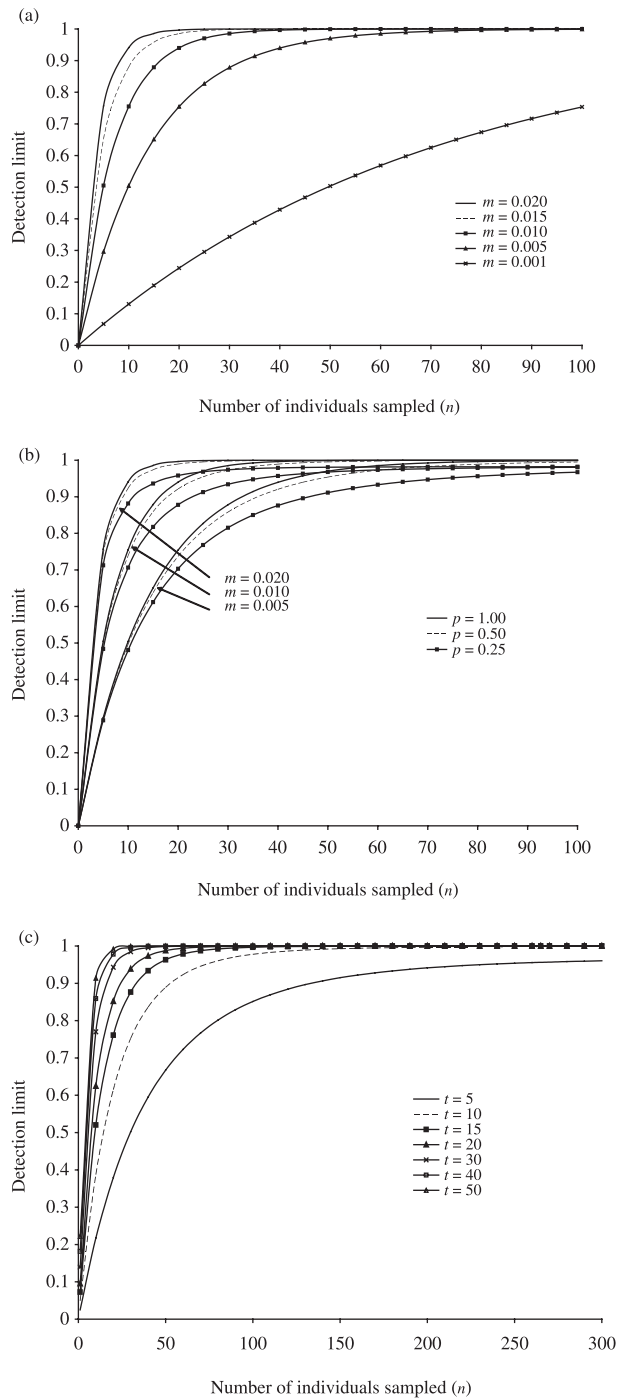 (a)
1
0.9
0.8
0.7
0.6
0.5
0.4
0.3
0.2
0.1
0
Detection limit
m = 0.020
m = 0.015
m = 0.010
m = 0.005
m = 0.001
0 10 20 30 40 50 60 70 80 90 100
Number of individuals sampled (n)
(b)
1
0.9
0.8
0.7
0.6
0.5
0.4
0.3
0.2
0.1
0
Detection limit
m = 0.020
m = 0.010
m = 0.005
p = 1.00
p = 0.50
p = 0.25
0 10 20 30 40 50 60 70 80 90 100
Number of individuals sampled (n)
(c)
1
0.9
0.8
0.7
0.6
0.5
0.4
0.3
0.2
0.1
0
Detection limit
t = 5
t = 10
t = 15
t = 20
t = 30
t = 40
t = 50
0 50 100 150 200 250 300
Number of individuals sampled (n)